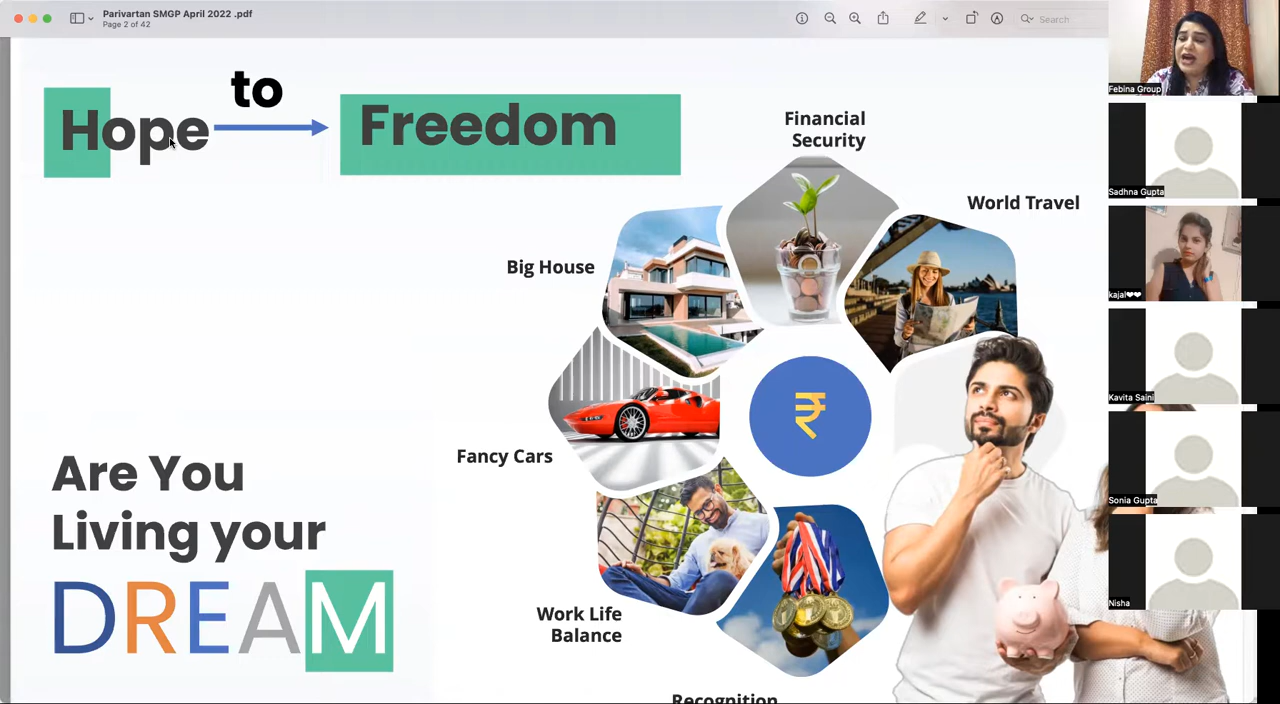 Parivartan SMGP April 2022 .pdf
Page 2 of 42
Search
Hope
to
Freedom
Financial
Security
World Travel
Big House
₹
Fancy Cars
Work Life
Balance
Recognition
Are You
Living your
DREAM
Febina Group
Sadhna Gupta
kajal❤❤
Kavita Saini
Sonia Gupta
Nisha